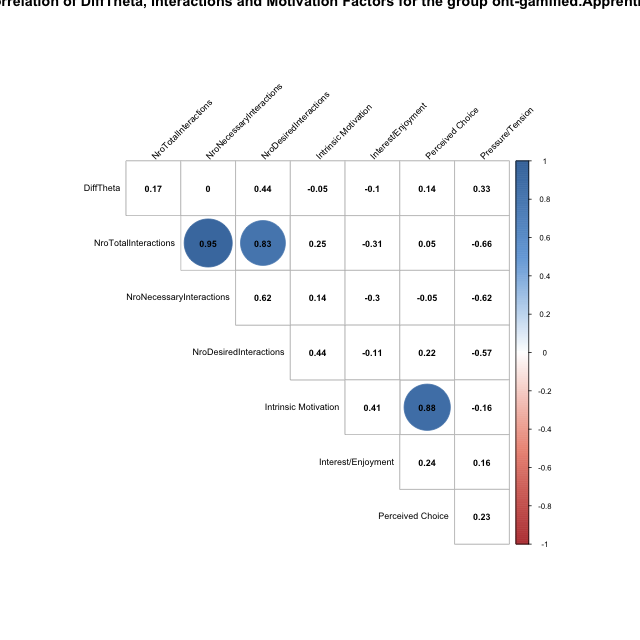 DiffTheta, Interactions and Motivation Factors for the group ont-gamified.Apprenti
NroTotalInteractions
NroNecessaryInteractions
NroDesiredInteractions
Intrinsic Motivation
Interest/Enjoyment
Perceived Choice
Pressure/Tension
DiffTheta 0.17 0 0.44 -0.05 -0.1 0.14 0.33
NroTotalInteractions 0.95 0.83 0.25 -0.31 0.05 -0.66
NroNecessaryInteractions 0.62 0.14 -0.3 -0.05 -0.62
NroDesiredInteractions 0.44 -0.11 0.22 -0.57
Intrinsic Motivation 0.41 0.88 -0.16
Interest/Enjoyment 0.24 0.16
Perceived Choice 0.23
1
0.8
0.6
0.4
0.2
0
-0.2
-0.4
-0.6
-0.8
-1